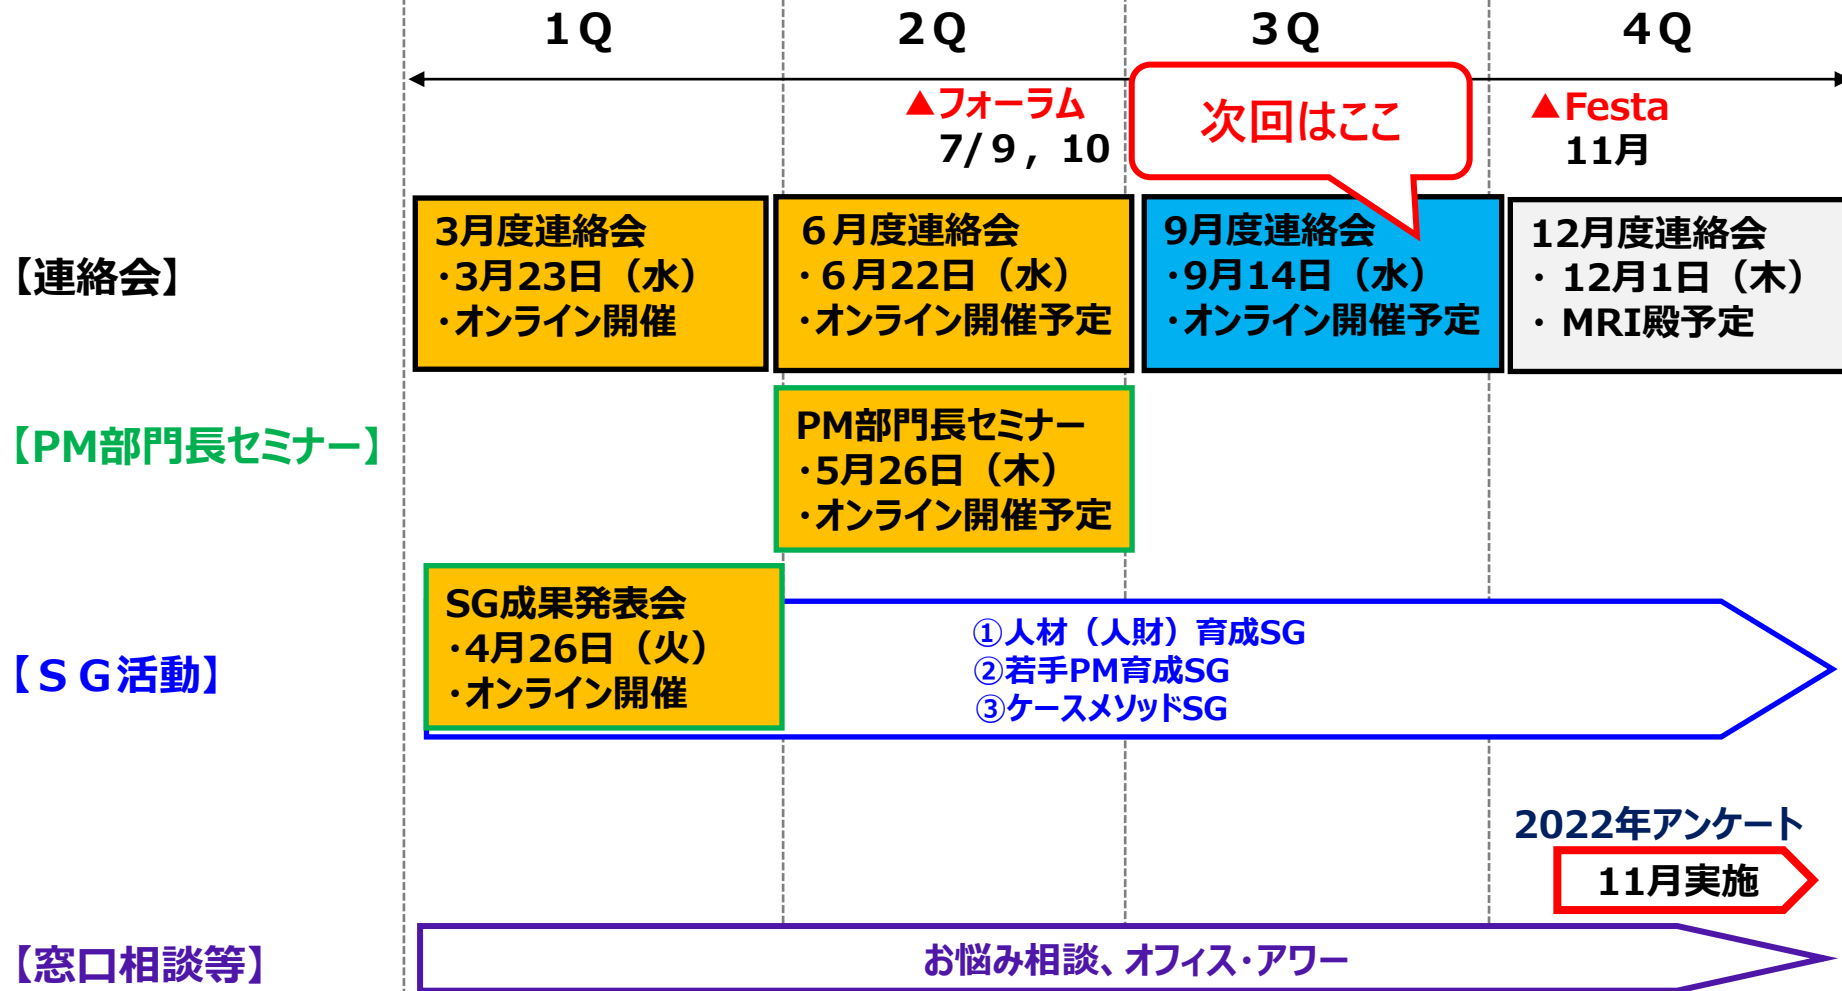 1Q
2Q
3Q
4Q
▲フォーラム
7/9, 10
次回はここ
▲Festa
11月
【連絡会】
3月度連絡会
・3月23日（水）
・オンライン開催
６月度連絡会
・６月22日（水）
・オンライン開催予定
9月度連絡会
・9月14日（水）
・オンライン開催予定
12月度連絡会
・ 12月1日（木）
・ MRI殿予定
【PM部門長セミナー】
PM部門長セミナー
・5月26日（木）
・オンライン開催予定
【ＳＧ活動】
SG成果発表会
・4月26日（火）
・オンライン開催
①人材（人財）育成SG
②若手PM育成SG
③ケースメソッドSG
2022年アンケート
11月実施
【窓口相談等】
お悩み相談、オフィス・アワー